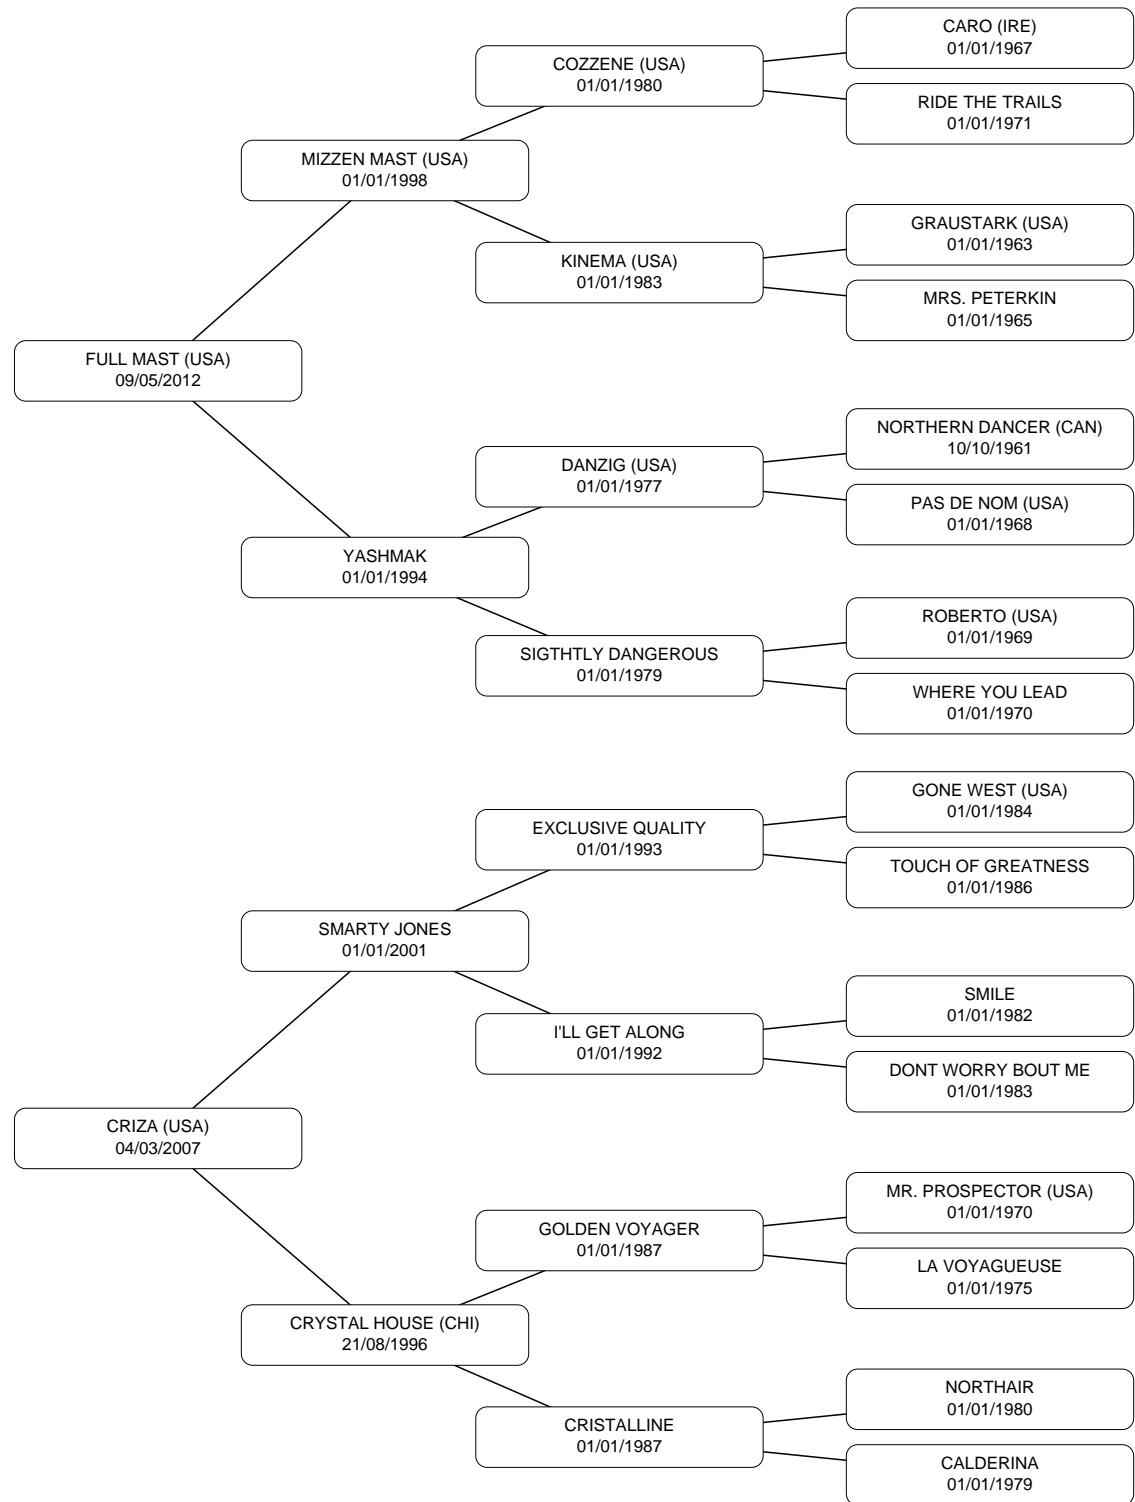 CARO (IRE)
01/01/1967
COZZENE (USA)
01/01/1980
RIDE THE TRAILS
01/01/1971
MIZZEN MAST (USA)
01/01/1998
GRAUSTARK (USA)
01/01/1963
KINEMA (USA)
01/01/1983
MRS. PETERKIN
01/01/1965
FULL MAST (USA)
09/05/2012
NORTHERN DANCER (CAN)
10/10/1961
DANZIG (USA)
01/01/1977
PAS DE NOM (USA)
01/01/1968
YASHMAK
01/01/1994
ROBERTO (USA)
01/01/1969
SIGTHTLY DANGEROUS
01/01/1979
WHERE YOU LEAD
01/01/1970
GONE WEST (USA)
01/01/1984
EXCLUSIVE QUALITY
01/01/1993
TOUCH OF GREATNESS
01/01/1986
SMARTY JONES
01/01/2001
SMILE
01/01/1982
I'LL GET ALONG
01/01/1992
DONT WORRY BOUT ME
01/01/1983
CRIZA (USA)
04/03/2007
MR. PROSPECTOR (USA)
01/01/1970
GOLDEN VOYAGER
01/01/1987
LA VOYAGUEUSE
01/01/1975
CRYSTAL HOUSE (CHI)
21/08/1996
NORTHAIR
01/01/1980
CRISTALLINE
01/01/1987
CALDERINA
01/01/1979